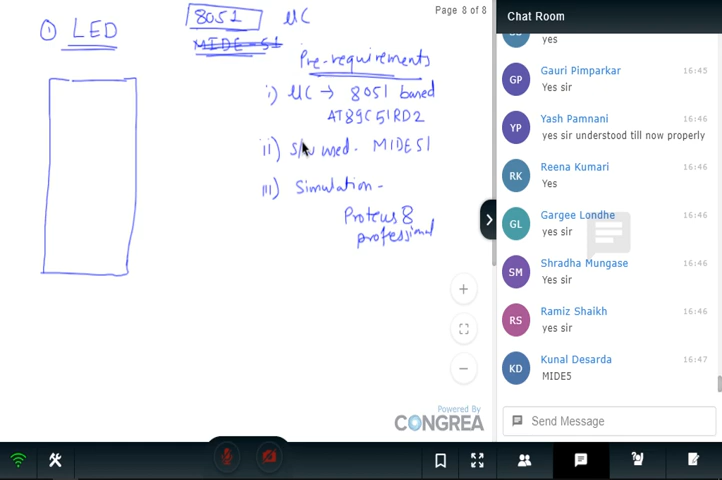 ① LED
8051 UC
MIDE-51
Pre-requirements
i) UC → 8051 based
AT89C51RD2
ii) S/W used - MIDE51
iii) Simulation -
Proteus 8
professional
Page 8 of 8
Powered By
CONGREA
Chat Room
yes
GP Gauri Pimparkar 16:45
Yes sir
YP Yash Pamnani 16:46
yes sir understood till now properly
RK Reena Kumari 16:46
Yes
GL Gargee Londhe 16:46
yes sir
SM Shradha Mungase 16:46
Yes sir
RS Ramiz Shaikh 16:46
yes sir
KD Kunal Desarda 16:47
MIDE5
Send Message